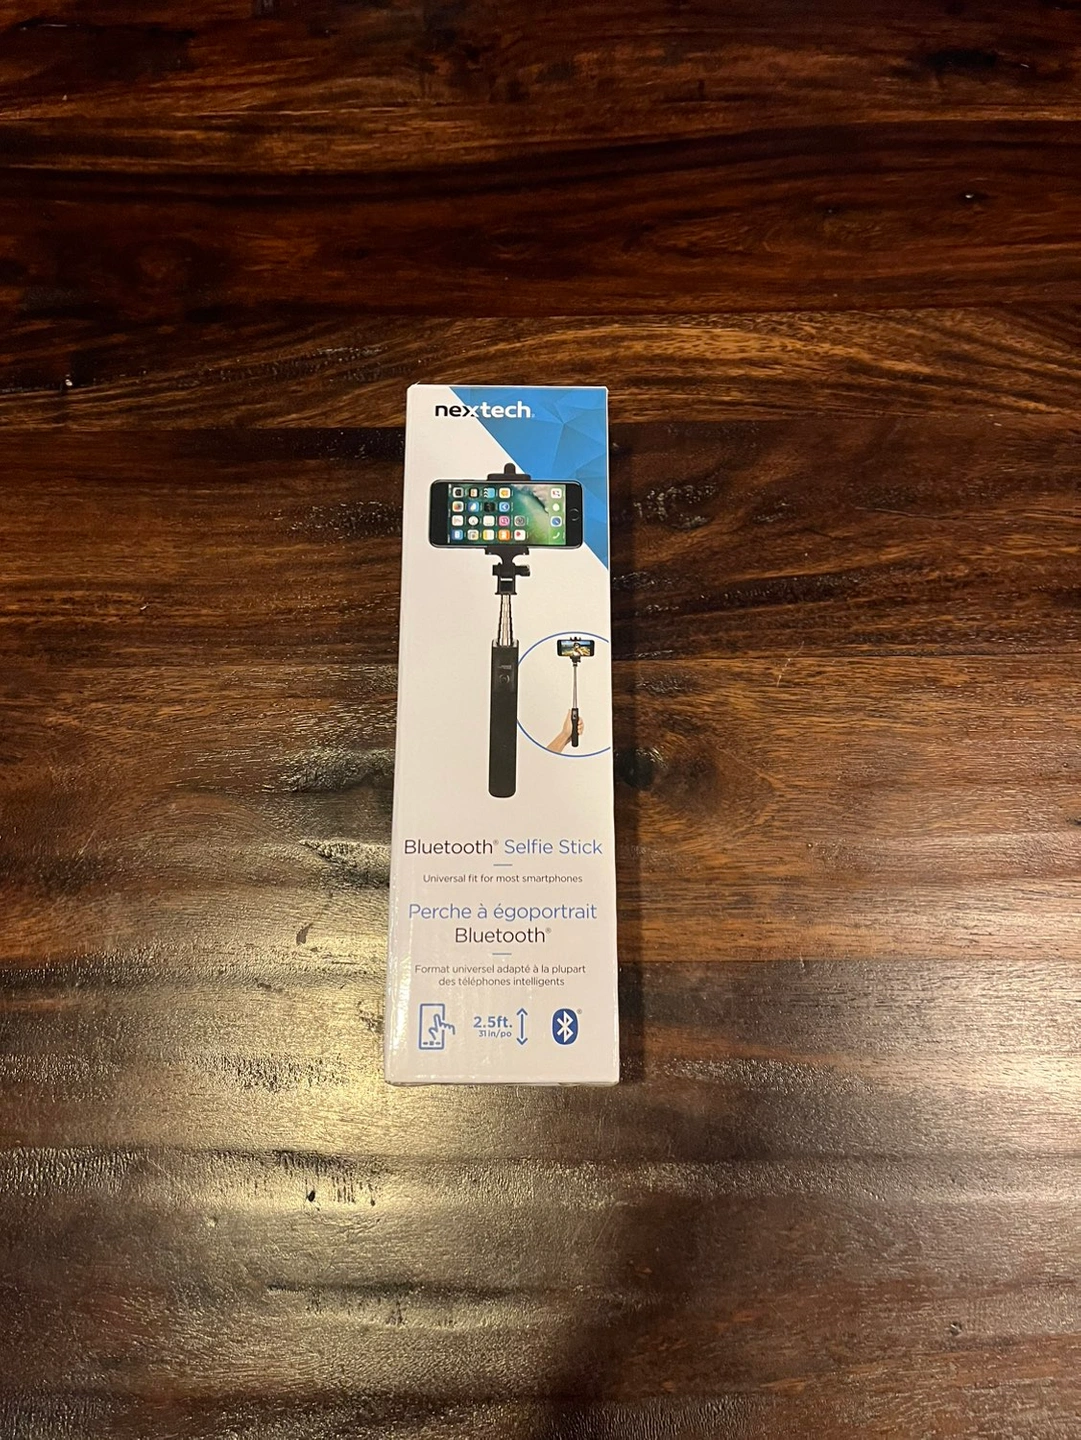 nextech
Bluetooth® Selfie Stick
Universal fit for most smartphones
Perche à égoportrait
Bluetooth®
Format universel adapté à la plupart
des téléphones intelligents
2.5ft.
31 in/po